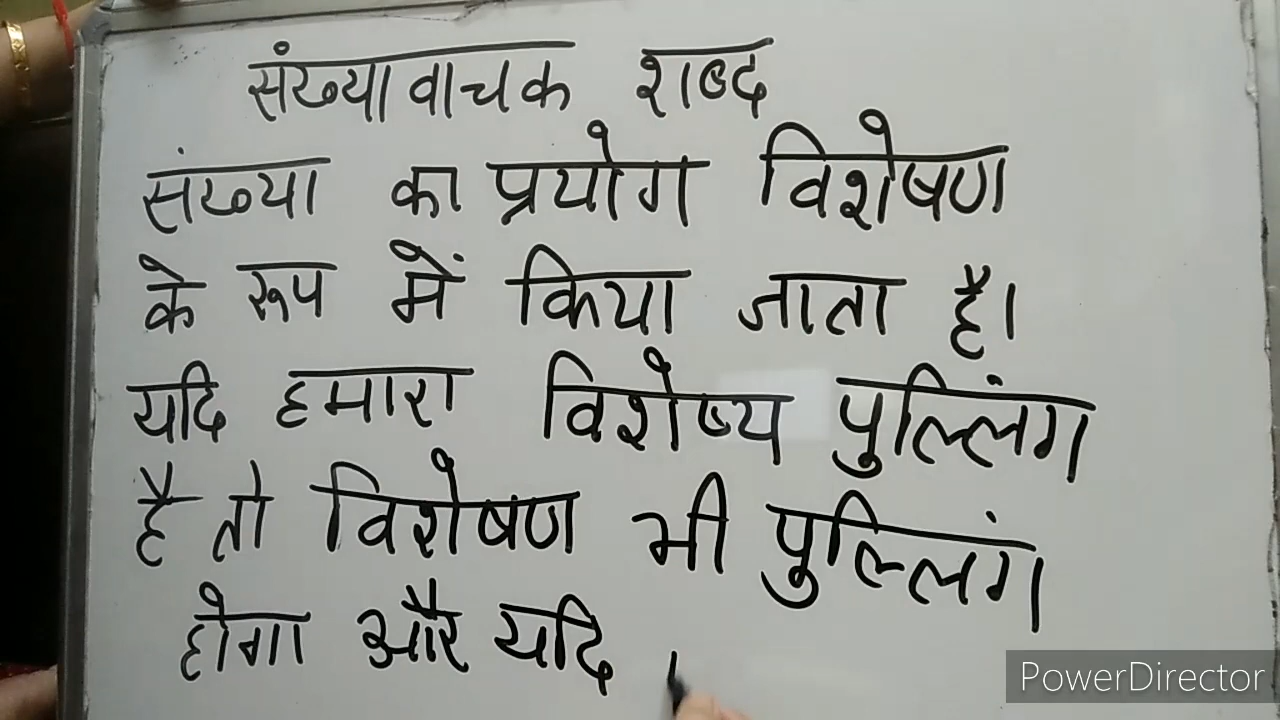 संख्यावाचक शब्द
संख्या का प्रयोग विशेषण
के रूप में किया जाता है।
यदि हमारा विशेष्य पुल्लिंग
है तो विशेषण भी पुल्लिंग
होगा और यदि
PowerDirector